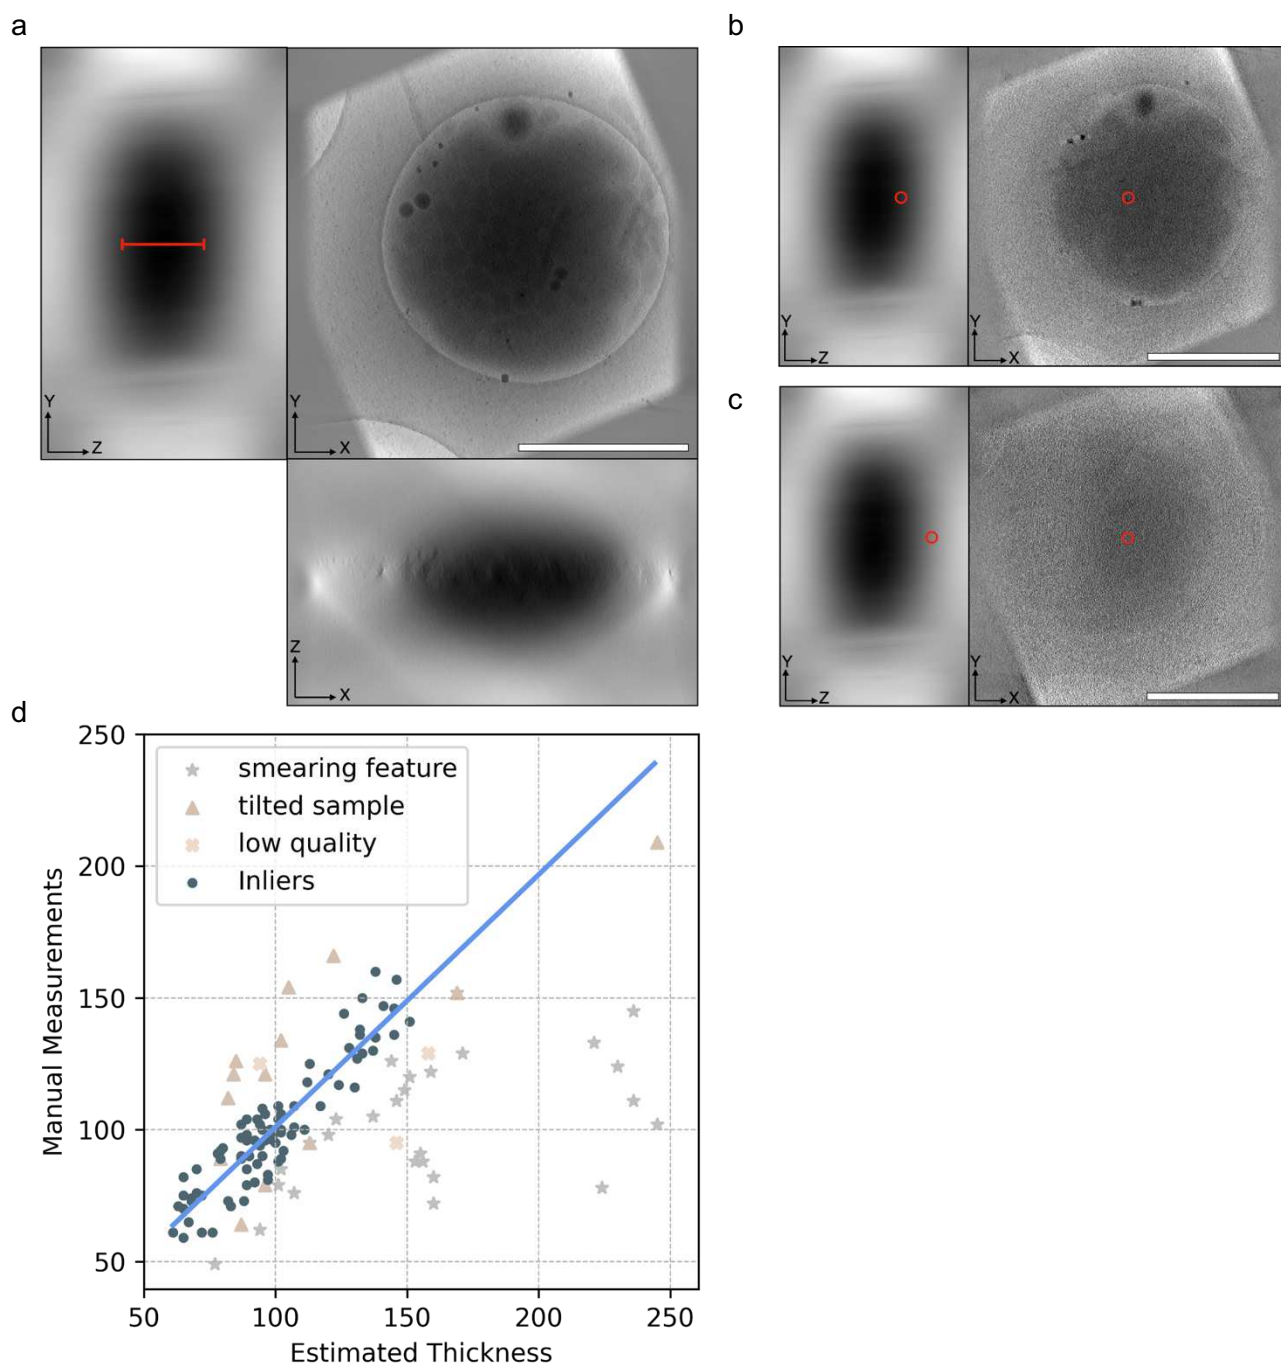 a
Y
Z
Y
X
Z
X
b
Y
Z
Y
X
c
Y
Z
Y
X
d
250
200
150
100
50
Manual Measurements
smearing feature
tilted sample
low quality
Inliers
50 100 150 200 250
Estimated Thickness